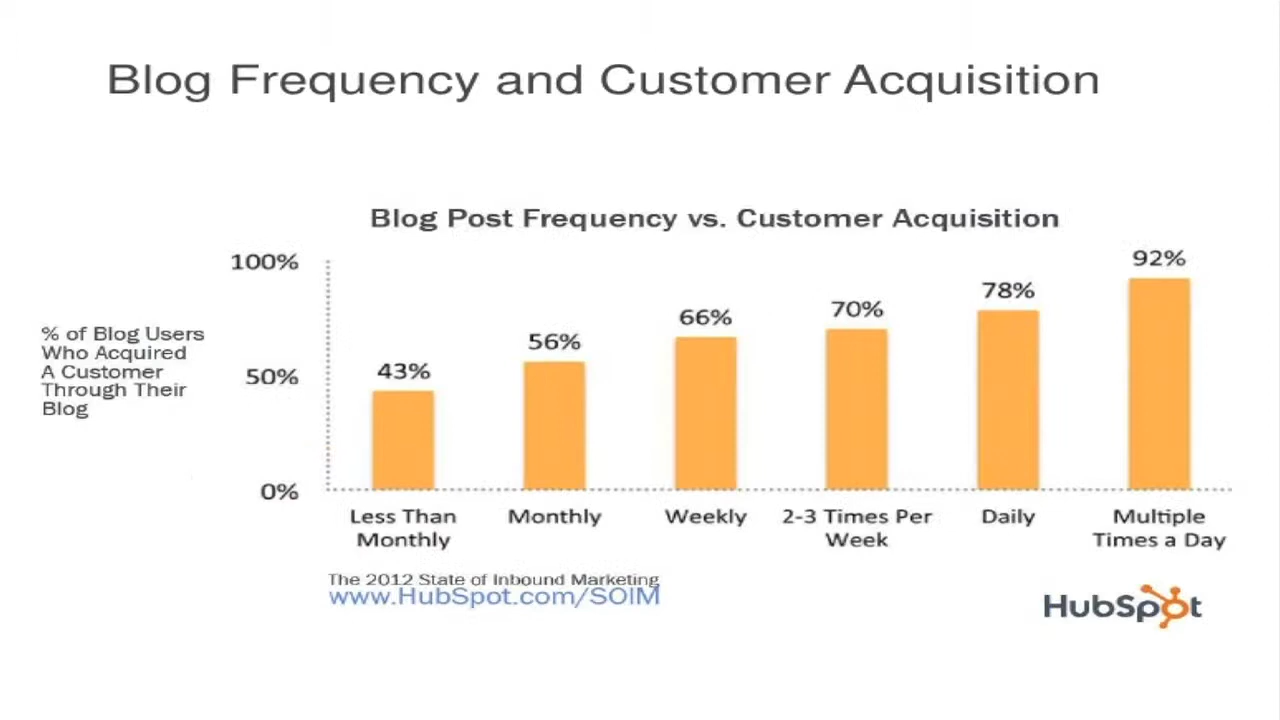 Blog Frequency and Customer Acquisition
Blog Post Frequency vs. Customer Acquisition
% of Blog Users
Who Acquired
A Customer
Through Their
Blog
100%
50%
0%
43%
56%
66%
70%
78%
92%
Less Than
Monthly
Monthly
Weekly
2-3 Times Per
Week
Daily
Multiple
Times a Day
The 2012 State of Inbound Marketing
www.HubSpot.com/SOIM
HubSpot